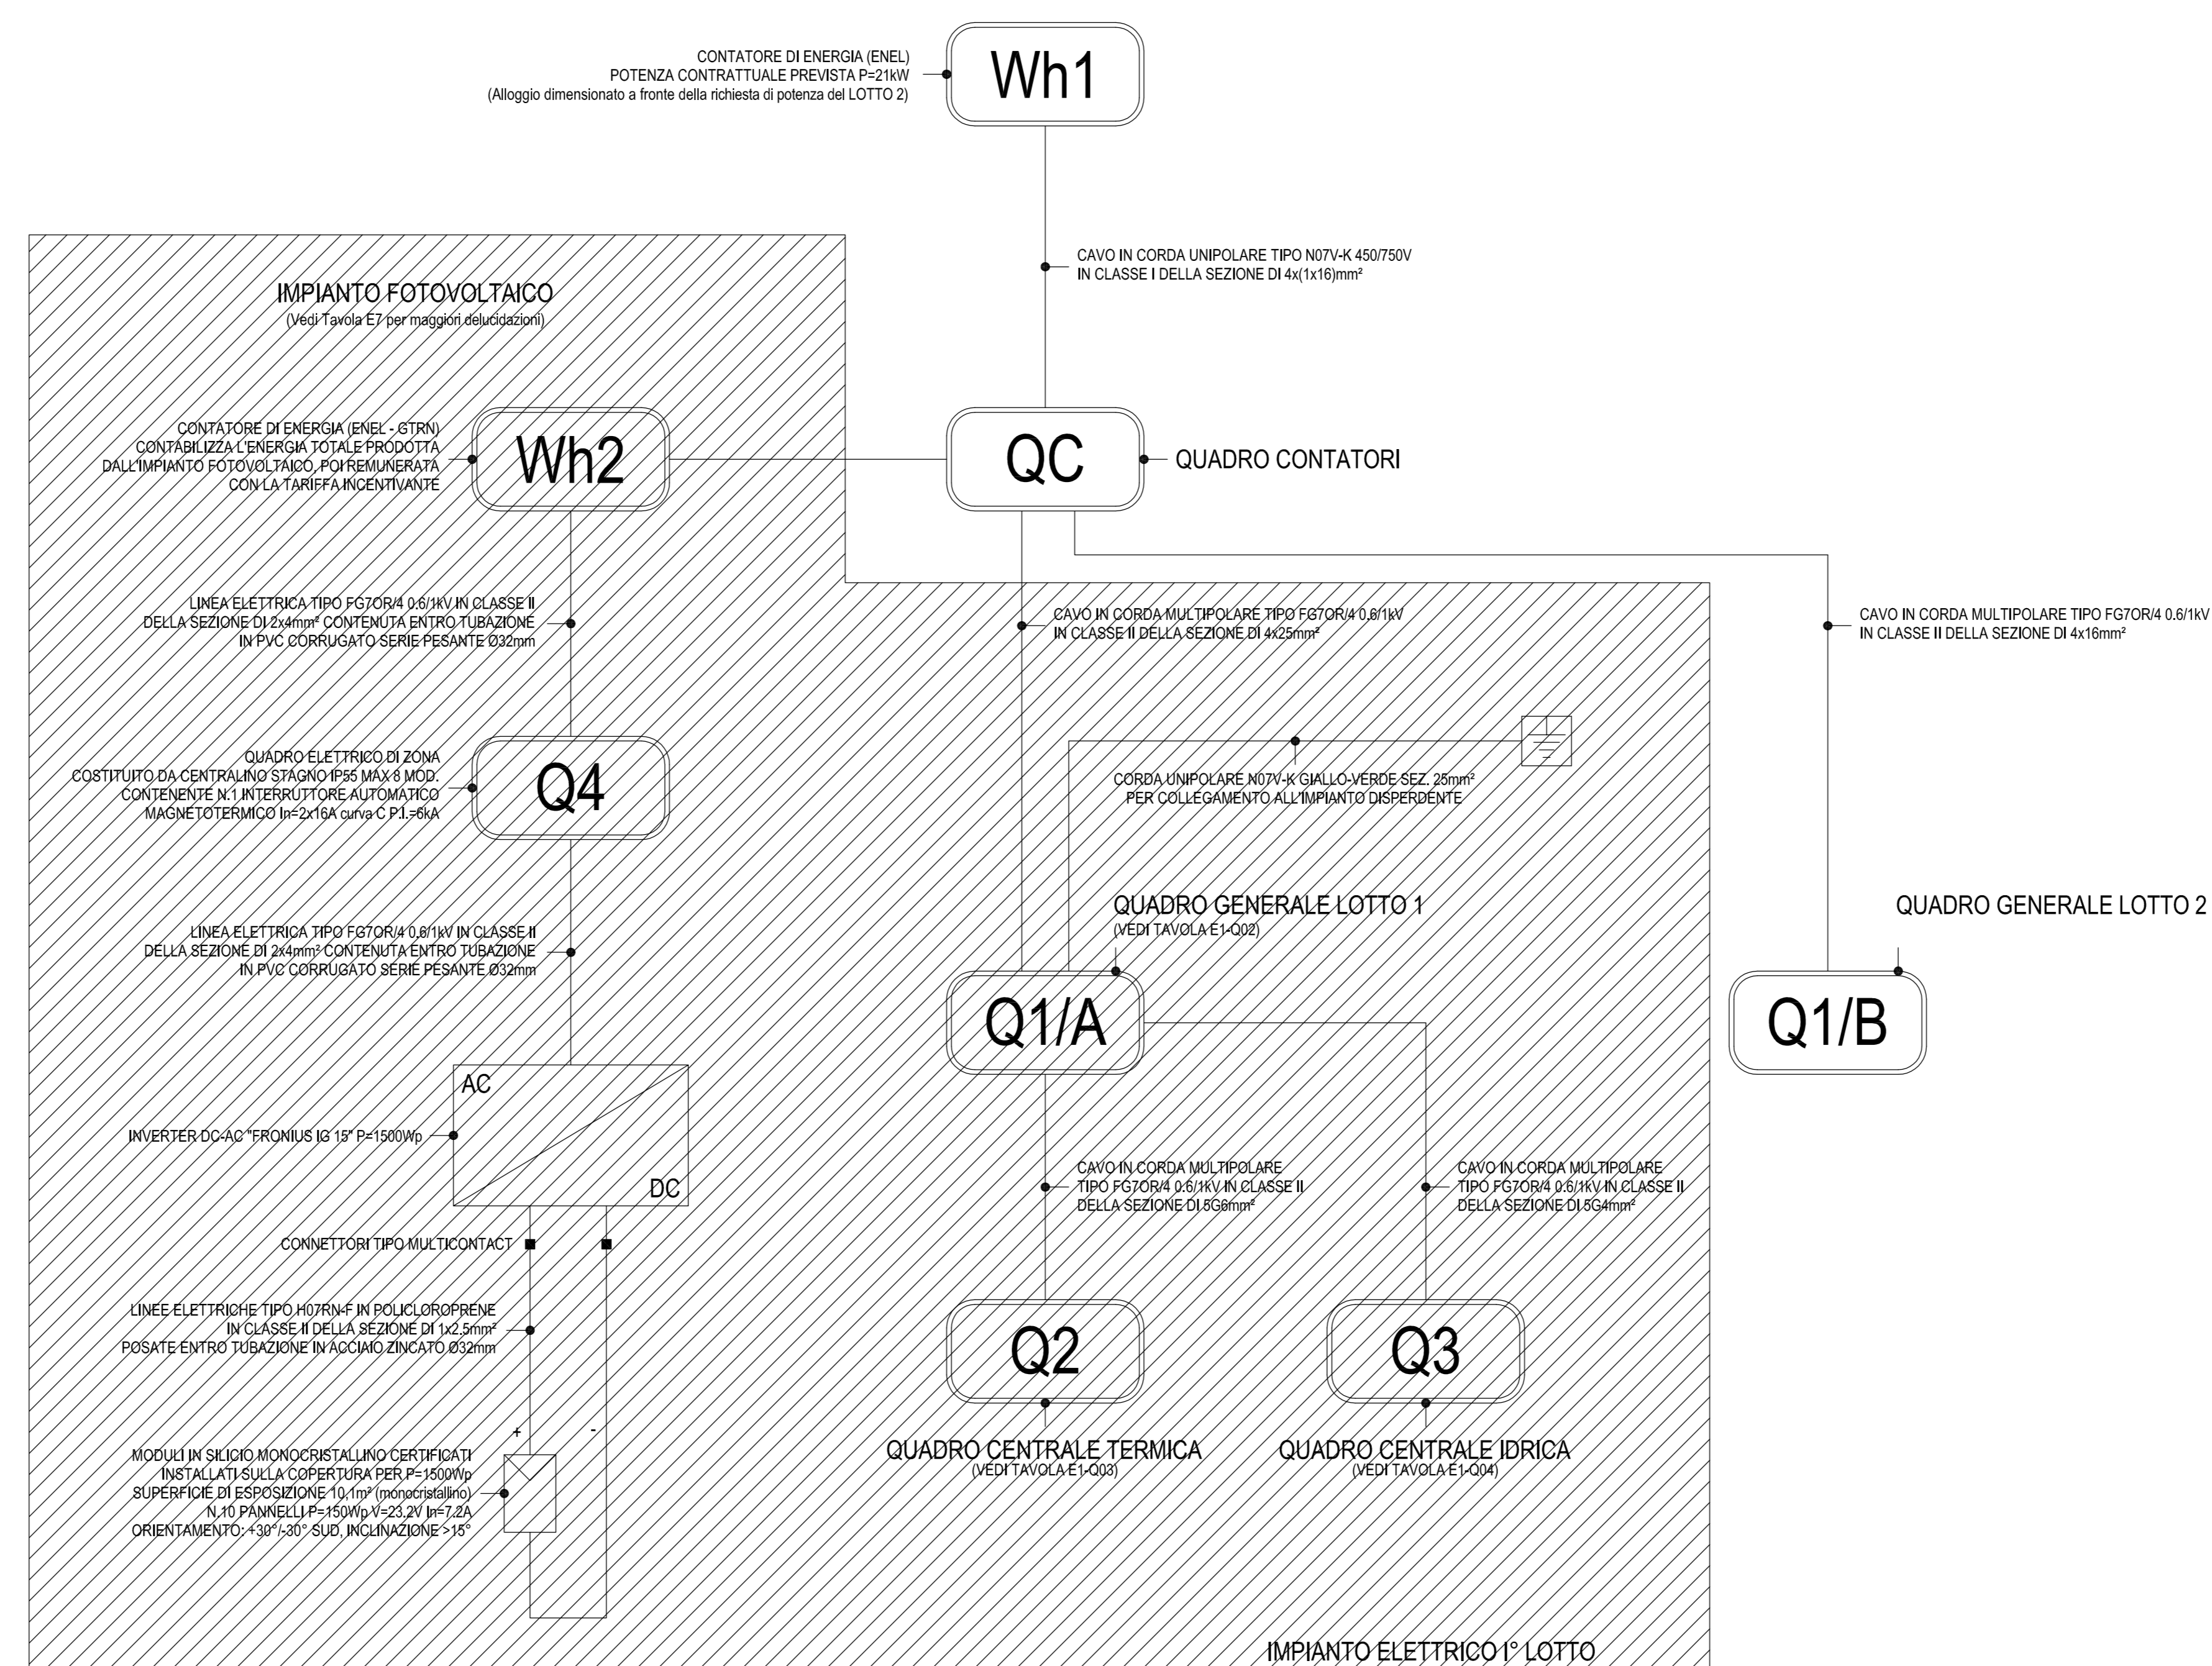 CONTATORE DI ENERGIA (ENEL)
POTENZA CONTRATTUALE PREVISTA P=21kW
(Alloggio dimensionato a fronte della richiesta di potenza del LOTTO 2)
Wh1
CAVO IN CORDA UNIPOLARE TIPO N07V-K 450/750V
IN CLASSE I DELLA SEZIONE DI 4x(1x16)mm²
IMPIANTO FOTOVOLTAICO
(Vedi Tavola E7 per maggiori delucidazioni)
CONTATORE DI ENERGIA (ENEL - GTRN)
CONTABILIZZA L'ENERGIA TOTALE PRODOTTA
DALL'IMPIANTO FOTOVOLTAICO, POI REMUNERATA
CON LA TARIFFA INCENTIVANTE
Wh2
QC
QUADRO CONTATORI
LINEA ELETTRICA TIPO FG7OR/4 0.6/1kV IN CLASSE II
DELLA SEZIONE DI 2x4mm² CONTENUTA ENTRO TUBAZIONE
IN PVC CORRUGATO SERIE PESANTE Ø32mm
CAVO IN CORDA MULTIPOLARE TIPO FG7OR/4 0.6/1kV
IN CLASSE II DELLA SEZIONE DI 4x25mm²
CAVO IN CORDA MULTIPOLARE TIPO FG7OR/4 0.6/1kV
IN CLASSE II DELLA SEZIONE DI 4x16mm²
QUADRO ELETTRICO DI ZONA
COSTITUITO DA CENTRALINO STAGNO IP55 MAX 8 MOD.
CONTENENTE N.1 INTERRUTTORE AUTOMATICO
MAGNETOTERMICO In=2x16A curva C P.I.=6kA
Q4
CORDA UNIPOLARE N07V-K GIALLO-VERDE SEZ. 25mm²
PER COLLEGAMENTO ALL'IMPIANTO DISPERDENTE
LINEA ELETTRICA TIPO FG7OR/4 0.6/1kV IN CLASSE II
DELLA SEZIONE DI 2x4mm² CONTENUTA ENTRO TUBAZIONE
IN PVC CORRUGATO SERIE PESANTE Ø32mm
QUADRO GENERALE LOTTO 1
(VEDI TAVOLA E1-Q02)
QUADRO GENERALE LOTTO 2
Q1/A
Q1/B
AC
INVERTER DC-AC "FRONIUS IG 15" P=1500Wp
DC
CAVO IN CORDA MULTIPOLARE
TIPO FG7OR/4 0.6/1kV IN CLASSE II
DELLA SEZIONE DI 5G6mm²
CAVO IN CORDA MULTIPOLARE
TIPO FG7OR/4 0.6/1kV IN CLASSE II
DELLA SEZIONE DI 5G4mm²
CONNETTORI TIPO MULTICONTACT
LINEE ELETTRICHE TIPO H07RN-F IN POLICLOROPRENE
IN CLASSE II DELLA SEZIONE DI 1x2.5mm²
POSATE ENTRO TUBAZIONE IN ACCIAIO ZINCATO Ø32mm
Q2
Q3
+ -
MODULI IN SILICIO MONOCRISTALLINO CERTIFICATI
INSTALLATI SULLA COPERTURA PER P=1500Wp
SUPERFICIE DI ESPOSIZIONE 10,1m² (monocristallino)
N.10 PANNELLI P=150Wp V=23.2V In=7.2A
ORIENTAMENTO: +30°/-30° SUD, INCLINAZIONE >15°
QUADRO CENTRALE TERMICA
(VEDI TAVOLA E1-Q03)
QUADRO CENTRALE IDRICA
(VEDI TAVOLA E1-Q04)
IMPIANTO ELETTRICO I° LOTTO